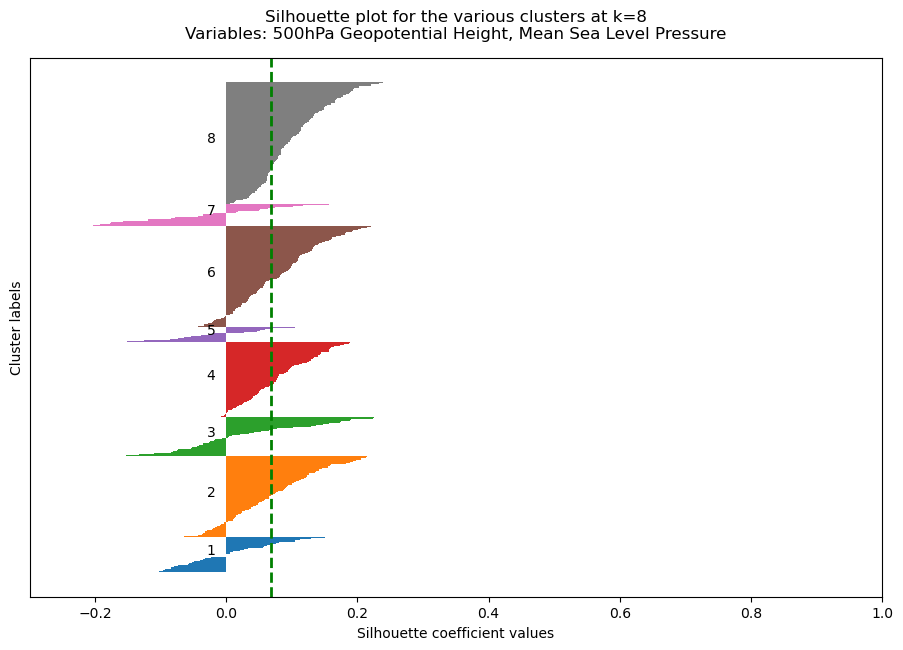 Silhouette plot for the various clusters at k=8
Variables: 500hPa Geopotential Height, Mean Sea Level Pressure
Cluster labels
8
7
6
5
4
3
2
1
−0.2 0.0 0.2 0.4 0.6 0.8 1.0
Silhouette coefficient values